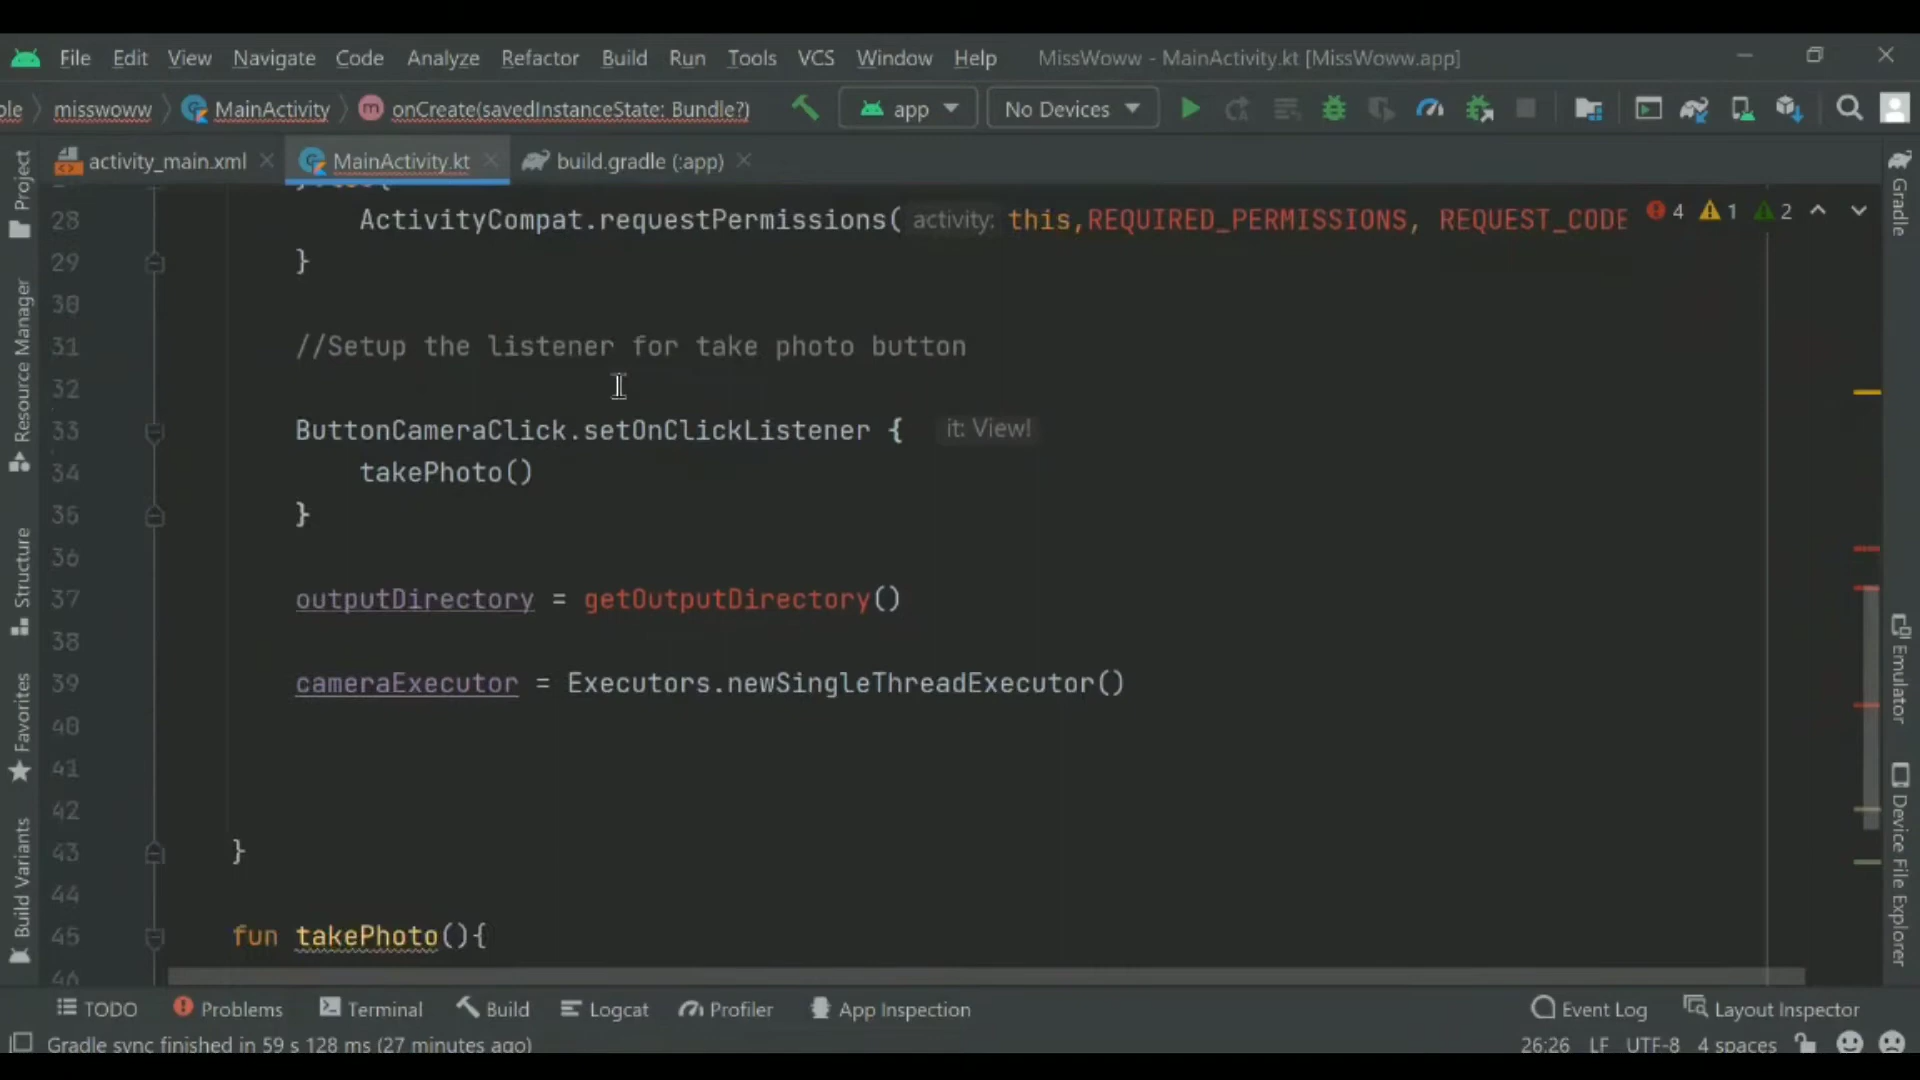 File Edit View Navigate Code Analyze Refactor Build Run Tools VCS Window Help MissWoww - MainActivity.kt [MissWoww.app]
ple misswoww MainActivity m onCreate(savedInstanceState: Bundle?) app No Devices
activity_main.xml MainActivity.kt build.gradle (:app)
28 ActivityCompat.requestPermissions( activity: this,REQUIRED_PERMISSIONS, REQUEST_CODE 4 1 2
29 }
30
31 //Setup the listener for take photo button
32
33 ButtonCameraClick.setOnClickListener { it: View!
34 takePhoto()
35 }
36
37 outputDirectory = getOutputDirectory()
38
39 cameraExecutor = Executors.newSingleThreadExecutor()
40
41
42
43 }
44
45 fun takePhoto(){
46
Project
Resource Manager
Structure
Favorites
Build Variants
Gradle
Emulator
Device File Explorer
TODO Problems Terminal Build Logcat Profiler App Inspection Event Log Layout Inspector
Gradle sync finished in 59 s 128 ms (27 minutes ago) 26:26 LF UTF-8 4 spaces